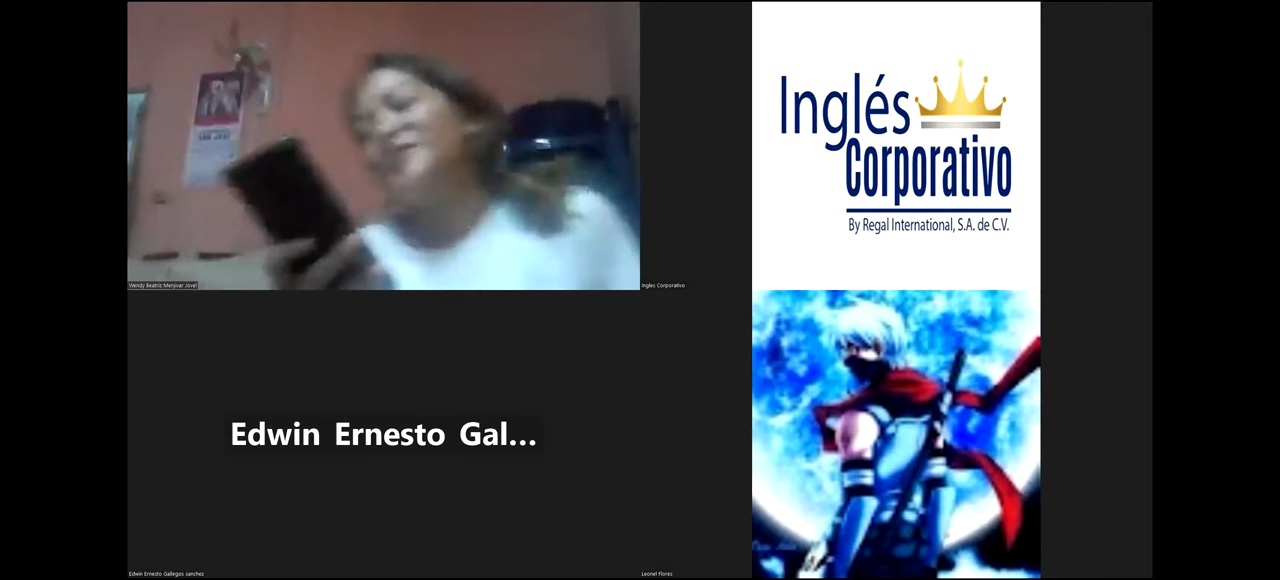 Inglés
Corporativo
By Regal International, S.A. de C.V.
Wendy Beatriz Menjivar Jovel
Ingles Corporativo
Edwin Ernesto Gal...
Edwin Ernesto Gallegos sanchez
Leonel Flores